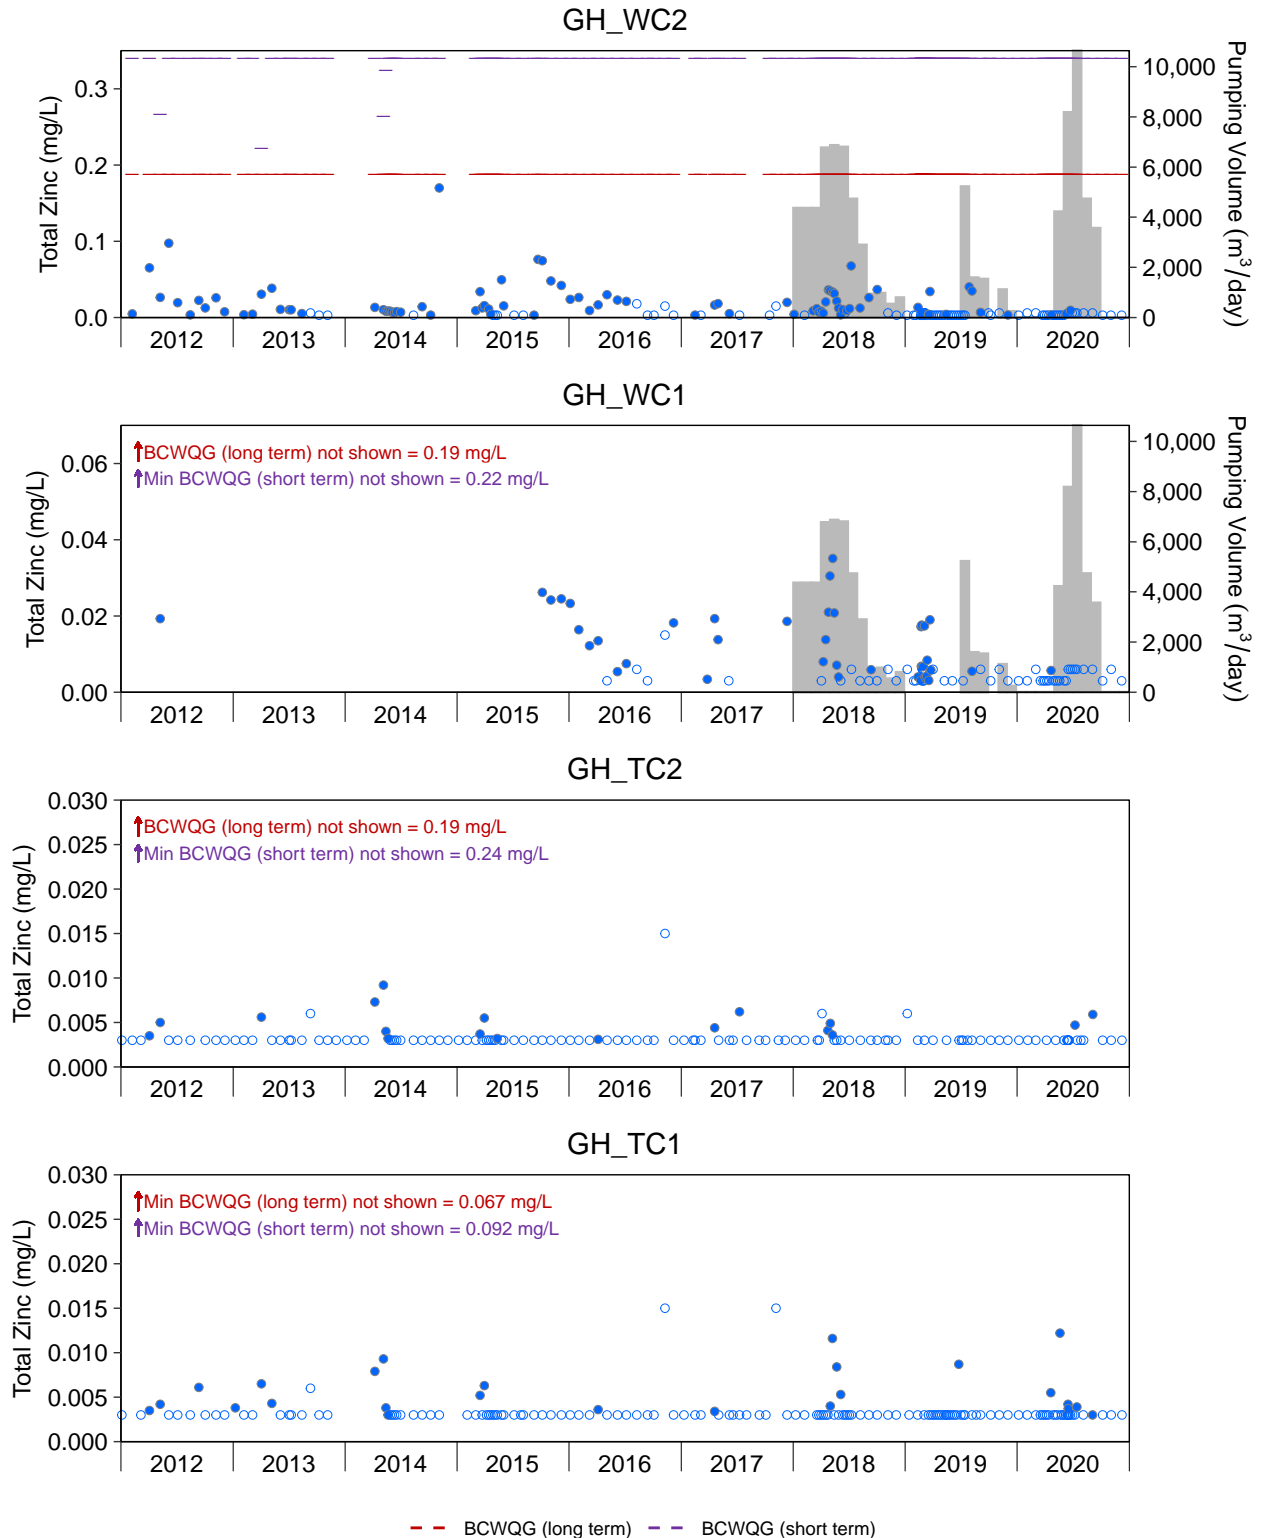 GH_WC2
Total Zinc (mg/L)
0.3
0.2
0.1
0.0
10,000
8,000
6,000
4,000
2,000
0
Pumping Volume (m³/day)
2012 2013 2014 2015 2016 2017 2018 2019 2020
GH_WC1
BCWQG (long term) not shown = 0.19 mg/L
Min BCWQG (short term) not shown = 0.22 mg/L
Total Zinc (mg/L)
0.06
0.04
0.02
0.00
10,000
8,000
6,000
4,000
2,000
0
Pumping Volume (m³/day)
2012 2013 2014 2015 2016 2017 2018 2019 2020
GH_TC2
BCWQG (long term) not shown = 0.19 mg/L
Min BCWQG (short term) not shown = 0.24 mg/L
Total Zinc (mg/L)
0.030
0.025
0.020
0.015
0.010
0.005
0.000
2012 2013 2014 2015 2016 2017 2018 2019 2020
GH_TC1
Min BCWQG (long term) not shown = 0.067 mg/L
Min BCWQG (short term) not shown = 0.092 mg/L
Total Zinc (mg/L)
0.030
0.025
0.020
0.015
0.010
0.005
0.000
2012 2013 2014 2015 2016 2017 2018 2019 2020
BCWQG (long term) BCWQG (short term)